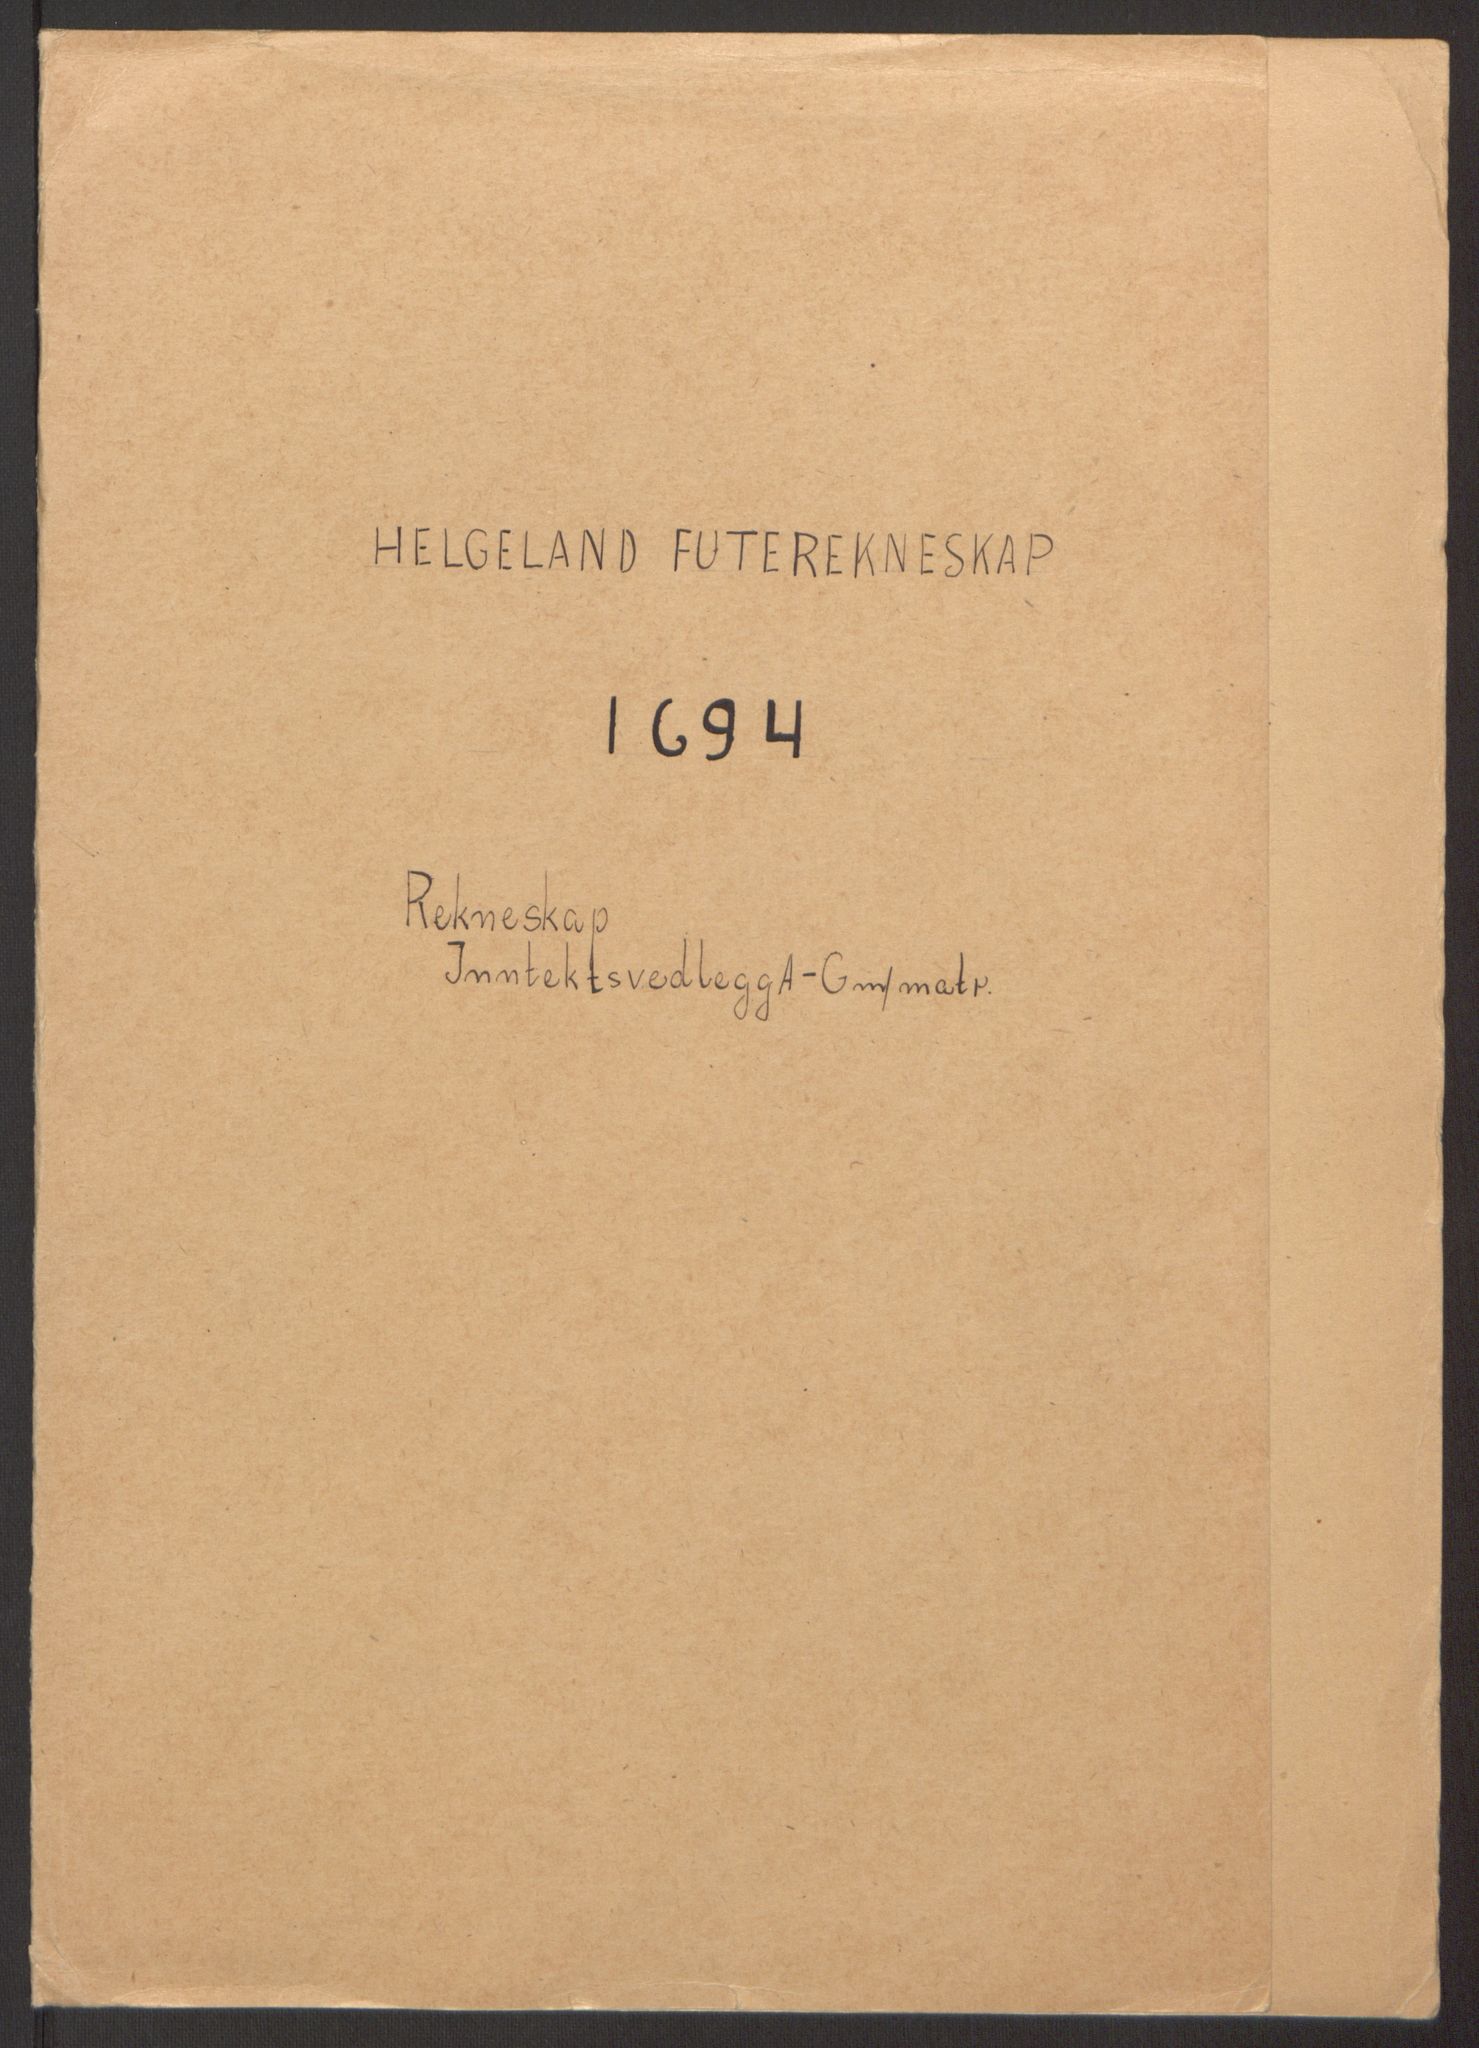 HELGELAND FUTEREKNESKAP
1694
Rekneskap
Inntektsvedlegg A-G m/matr.